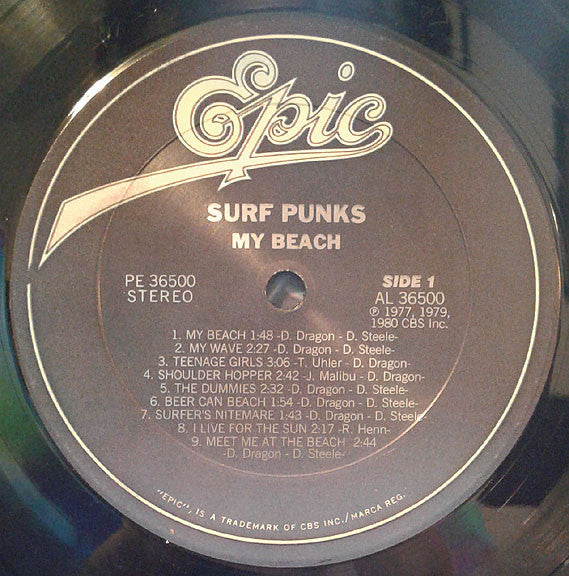 Epic
SURF PUNKS
MY BEACH
PE 36500
STEREO
SIDE 1
AL 36500
℗ 1977, 1979,
1980 CBS Inc.
1. MY BEACH 1:48 -D. Dragon - D. Steele-
2. MY WAVE 2:27 -D. Dragon - D. Steele-
3. TEENAGE GIRLS 3:06 -T. Uhler - D. Dragon-
4. SHOULDER HOPPER 2:42 -J. Malibu - D. Dragon-
5. THE DUMMIES 2:32 -D. Dragon - D. Steele-
6. BEER CAN BEACH 1:54 -D. Dragon - D. Steele-
7. SURFER'S NITEMARE 1:43 -D. Dragon - D. Steele-
8. I LIVE FOR THE SUN 2:17 -R. Henn-
9. MEET ME AT THE BEACH 2:44
-D. Dragon - D. Steele-
"EPIC", IS A TRADEMARK OF CBS INC./MARCA REG.